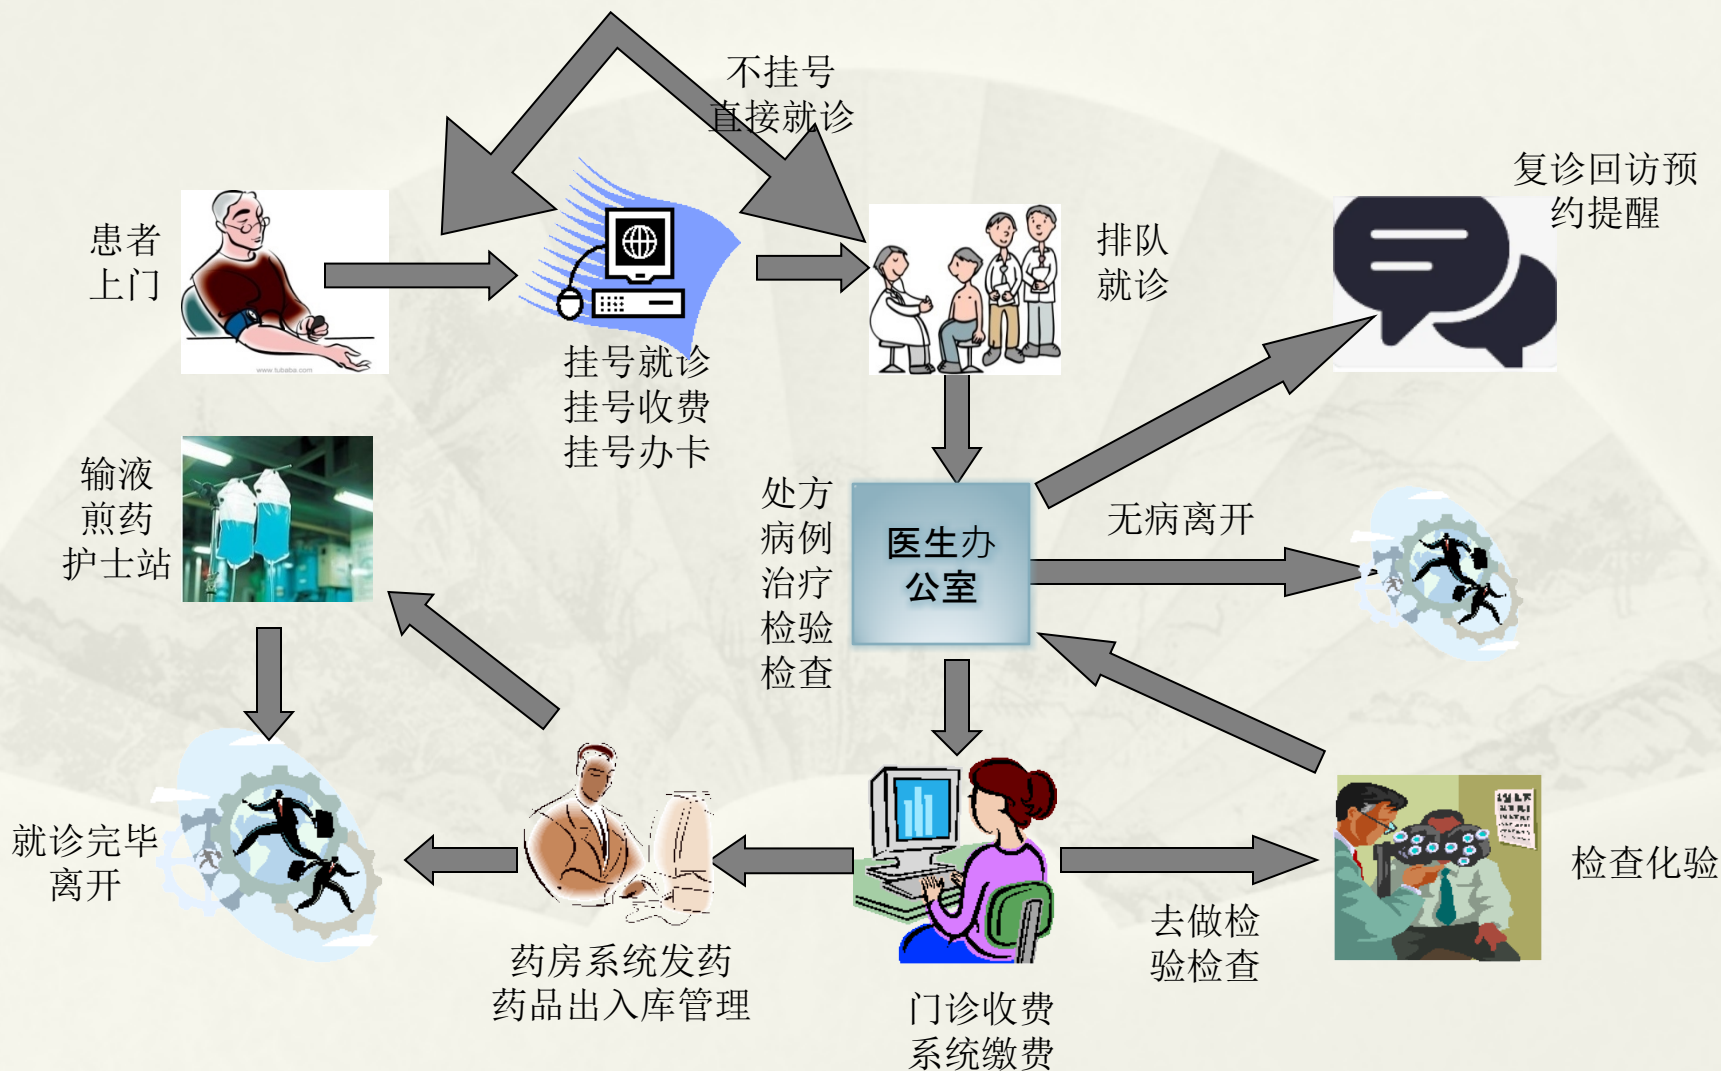 不挂号
直接就诊
复诊回访预
约提醒
患者
上门
www.tubaba.com
排队
就诊
挂号就诊
挂号收费
挂号办卡
输液
煎药
护士站
处方
病例
治疗
检验
检查
医生办
公室
无病离开
就诊完毕
离开
药房系统发药
药品出入库管理
门诊收费
系统缴费
去做检
验检查
检查化验